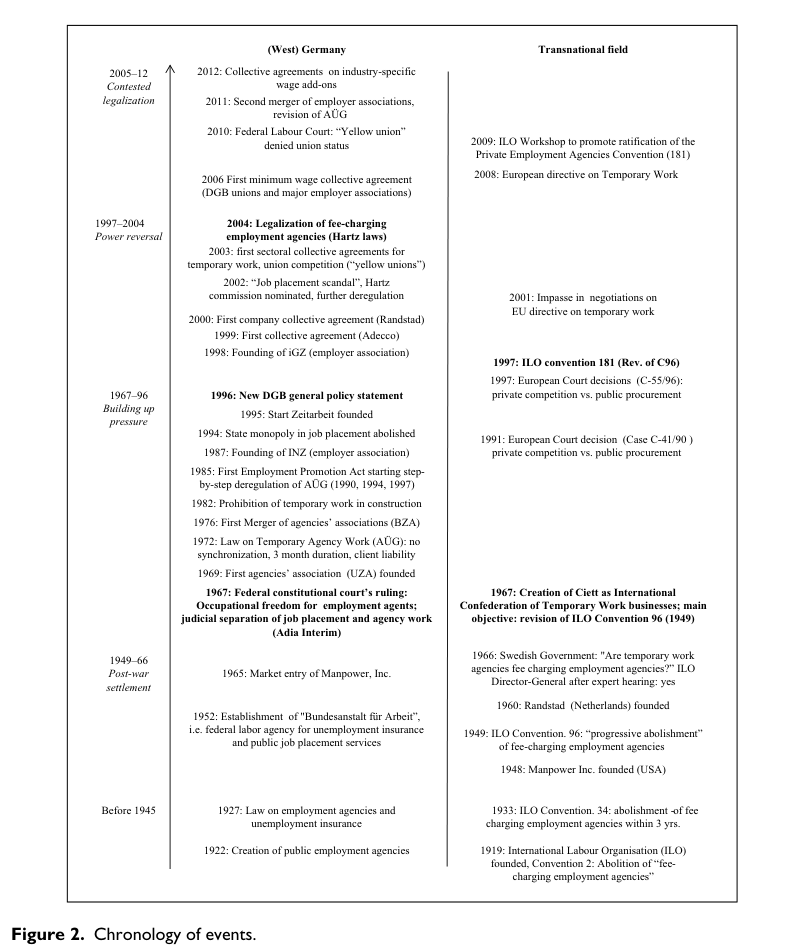 (West) Germany
Transnational field
2005–12
Contested
legalization
2012: Collective agreements on industry-specific
wage add-ons
2011: Second merger of employer associations,
revision of AÜG
2010: Federal Labour Court: “Yellow union”
denied union status
2009: ILO Workshop to promote ratification of the
Private Employment Agencies Convention (181)
2008: European directive on Temporary Work
2006 First minimum wage collective agreement
(DGB unions and major employer associations)
1997–2004
Power reversal
2004: Legalization of fee-charging
employment agencies (Hartz laws)
2003: first sectoral collective agreements for
temporary work, union competition (“yellow unions”)
2002: “Job placement scandal”, Hartz
commission nominated, further deregulation
2001: Impasse in negotiations on
EU directive on temporary work
2000: First company collective agreement (Randstad)
1999: First collective agreement (Adecco)
1998: Founding of iGZ (employer association)
1997: ILO convention 181 (Rev. of C96)
1997: European Court decisions (C-55/96):
private competition vs. public procurement
1967–96
Building up
pressure
1996: New DGB general policy statement
1995: Start Zeitarbeit founded
1994: State monopoly in job placement abolished
1991: European Court decision (Case C-41/90 )
private competition vs. public procurement
1987: Founding of INZ (employer association)
1985: First Employment Promotion Act starting step-
by-step deregulation of AÜG (1990, 1994, 1997)
1982: Prohibition of temporary work in construction
1976: First Merger of agencies’ associations (BZA)
1972: Law on Temporary Agency Work (AÜG): no
synchronization, 3 month duration, client liability
1969: First agencies’ association (UZA) founded
1967: Federal constitutional court’s ruling:
Occupational freedom for employment agents;
judicial separation of job placement and agency work
(Adia Interim)
1967: Creation of Ciett as International
Confederation of Temporary Work businesses; main
objective: revision of ILO Convention 96 (1949)
1949–66
Post-war
settlement
1966: Swedish Government: "Are temporary work
agencies fee charging employment agencies?” ILO
Director-General after expert hearing: yes
1965: Market entry of Manpower, Inc.
1960: Randstad (Netherlands) founded
1952: Establishment of "Bundesanstalt für Arbeit”,
i.e. federal labor agency for unemployment insurance
and public job placement services
1949: ILO Convention. 96: “progressive abolishment”
of fee-charging employment agencies
1948: Manpower Inc. founded (USA)
Before 1945
1927: Law on employment agencies and
unemployment insurance
1933: ILO Convention. 34: abolishment -of fee
charging employment agencies within 3 yrs.
1922: Creation of public employment agencies
1919: International Labour Organisation (ILO)
founded, Convention 2: Abolition of “fee-
charging employment agencies”
Figure 2. Chronology of events.